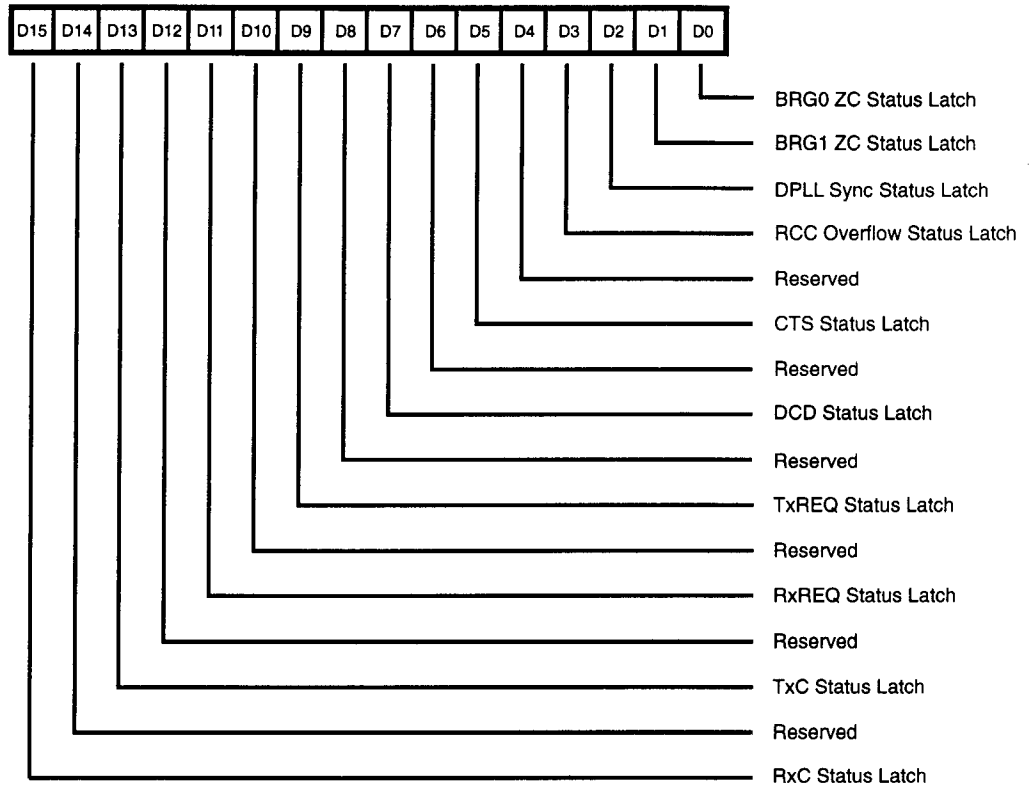 D15 D14 D13 D12 D11 D10 D9 D8 D7 D6 D5 D4 D3 D2 D1 D0
BRG0 ZC Status Latch
BRG1 ZC Status Latch
DPLL Sync Status Latch
RCC Overflow Status Latch
Reserved
CTS Status Latch
Reserved
DCD Status Latch
Reserved
TxREQ Status Latch
Reserved
RxREQ Status Latch
Reserved
TxC Status Latch
Reserved
RxC Status Latch